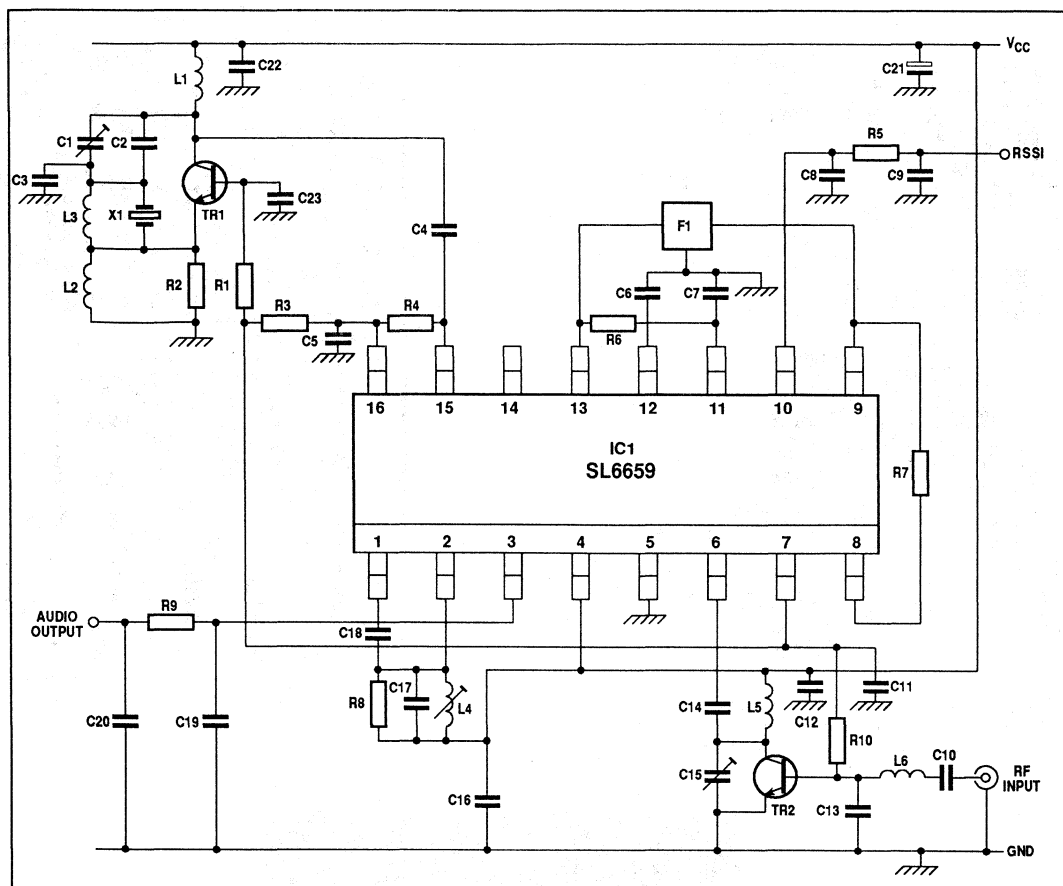 VCC
L1
C22
C21
C1
C2
R5
RSSI
C3
C8
C9
TR1
C23
L3
X1
C4
F1
L2
R2
R1
C6
C7
R3
R4
C5
R6
16
15
14
13
12
11
10
9
IC1
SL6659
R7
1
2
3
4
5
6
7
8
R9
AUDIO
OUTPUT
C18
C17
R8
L4
C14
L5
C12
C11
C20
C19
R10
L6
C10
RF
INPUT
C15
C16
TR2
C13
GND